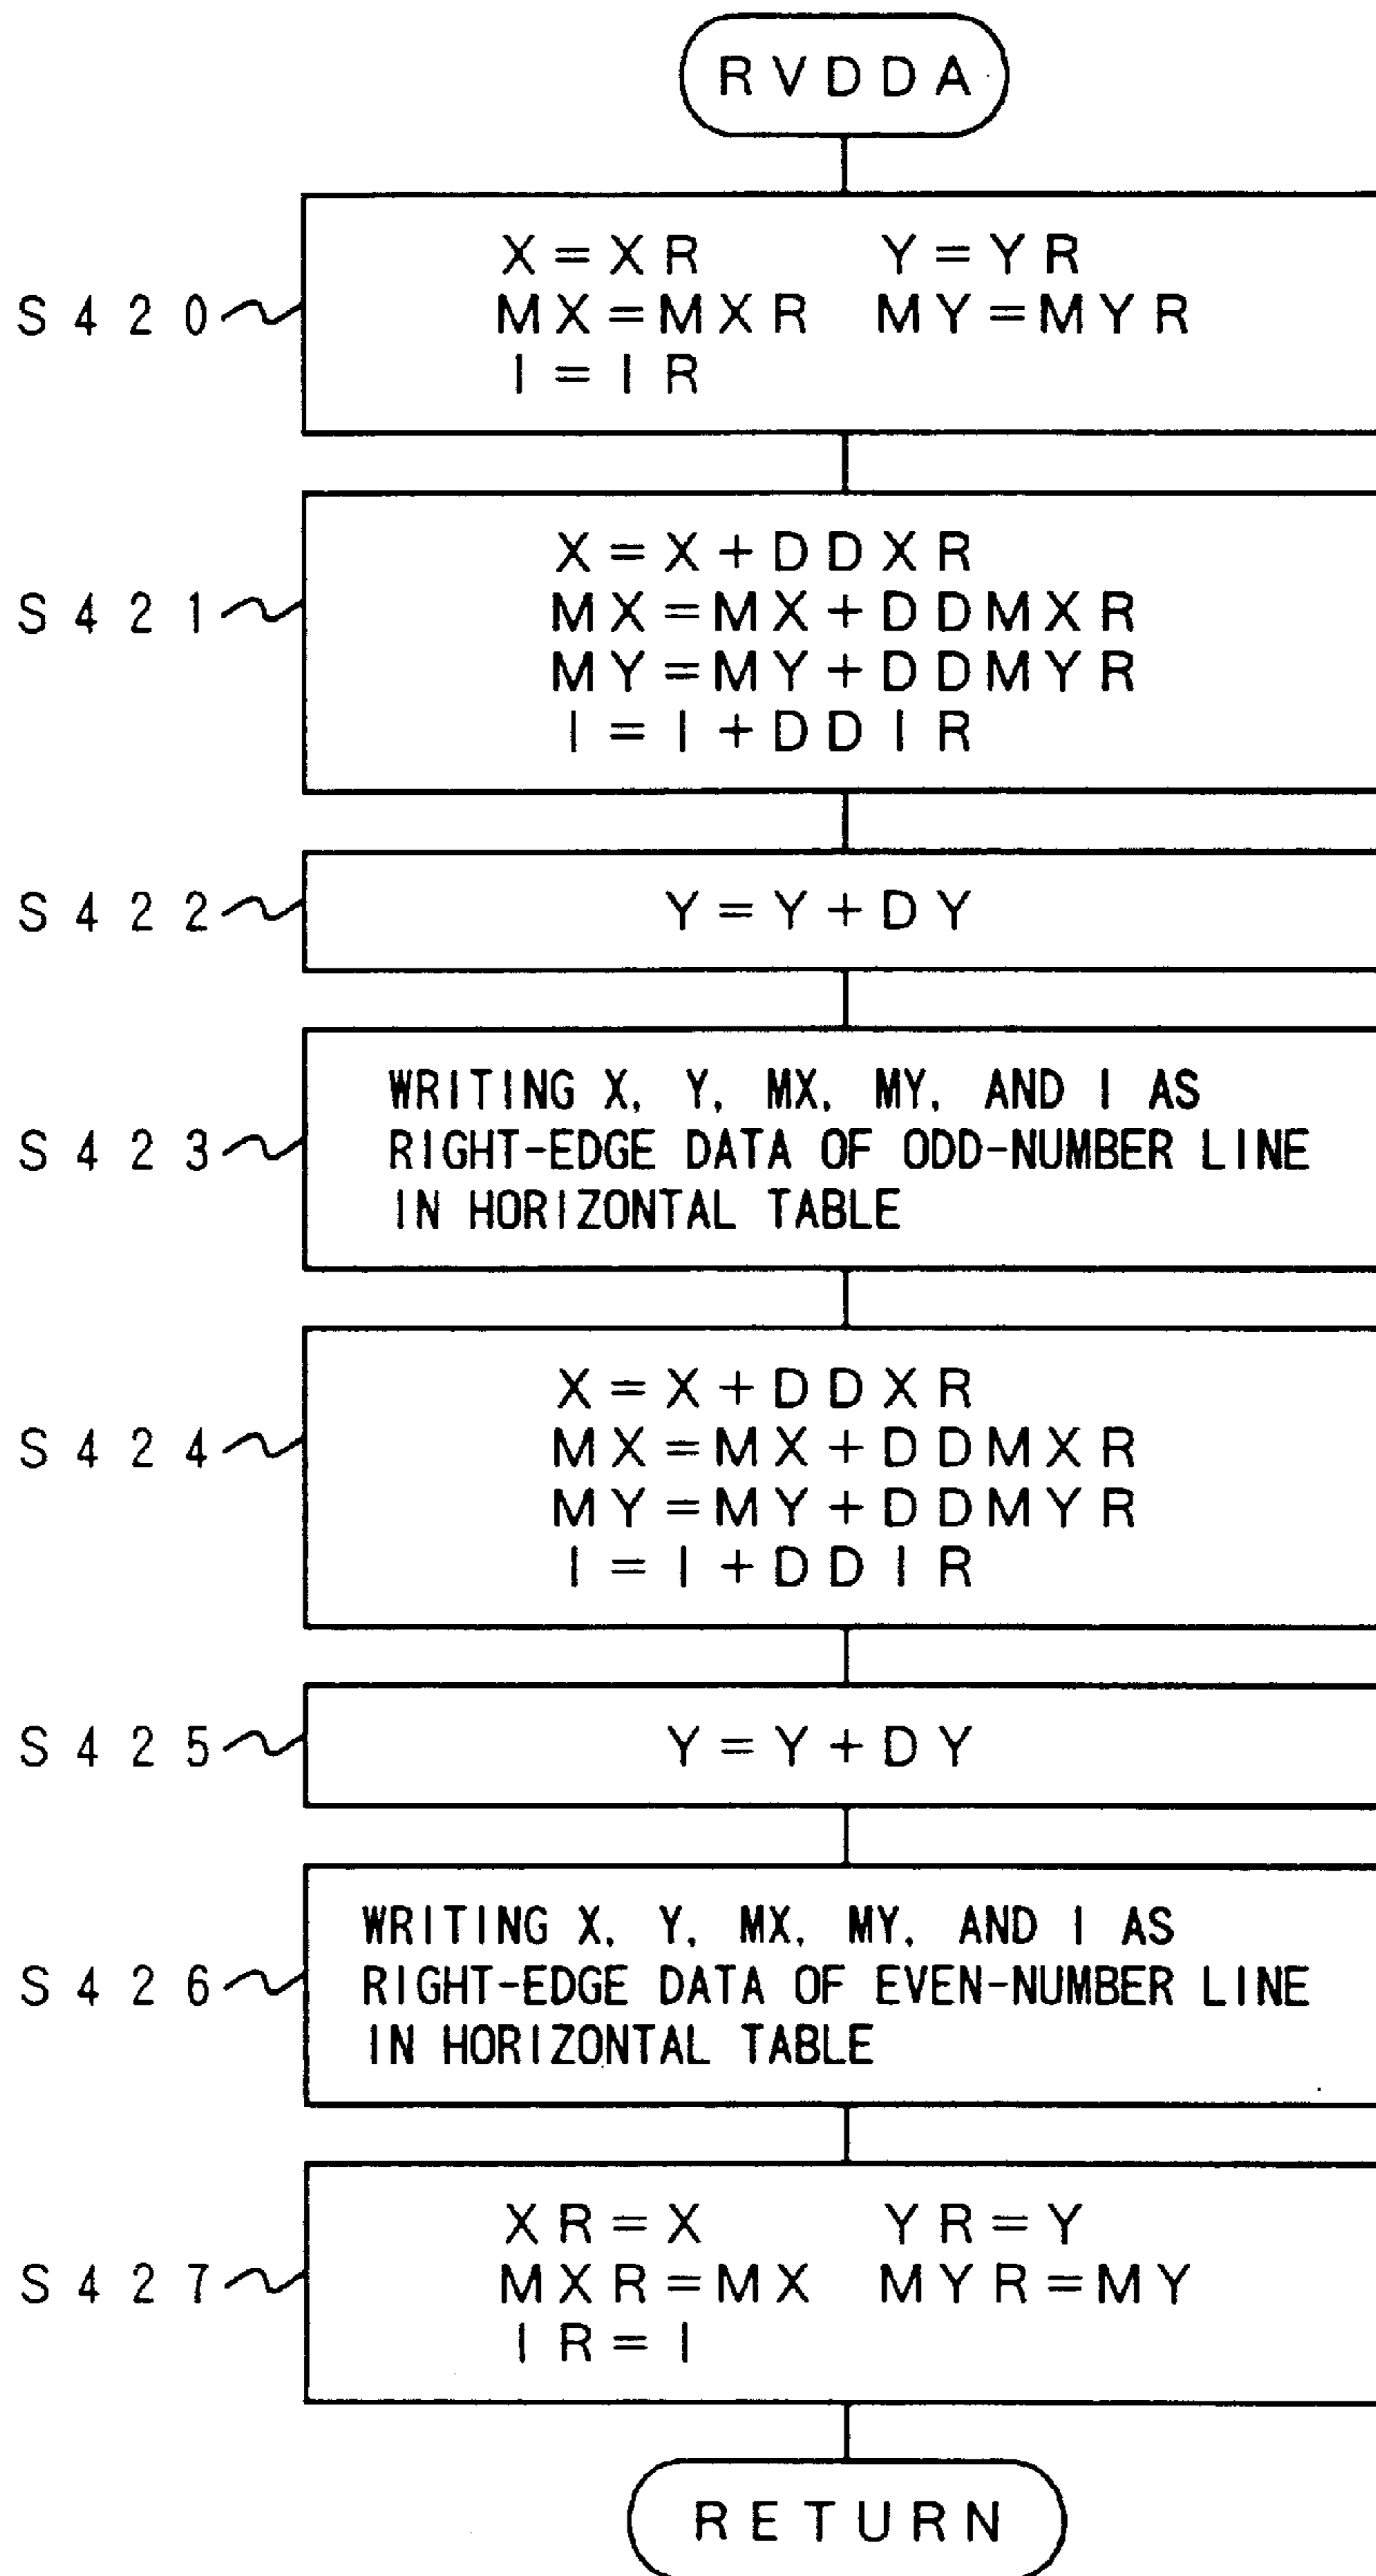 RVDDA
S420
X=XR Y=YR
MX=MXR MY=MYR
I=IR
S421
X=X+DDXR
MX=MX+DDMXR
MY=MY+DDMYR
I=I+DDIR
S422
Y=Y+DY
S423
WRITING X, Y, MX, MY, AND I AS
RIGHT-EDGE DATA OF ODD-NUMBER LINE
IN HORIZONTAL TABLE
S424
X=X+DDXR
MX=MX+DDMXR
MY=MY+DDMYR
I=I+DDIR
S425
Y=Y+DY
S426
WRITING X, Y, MX, MY, AND I AS
RIGHT-EDGE DATA OF EVEN-NUMBER LINE
IN HORIZONTAL TABLE
S427
XR=X YR=Y
MXR=MX MYR=MY
IR=I
RETURN